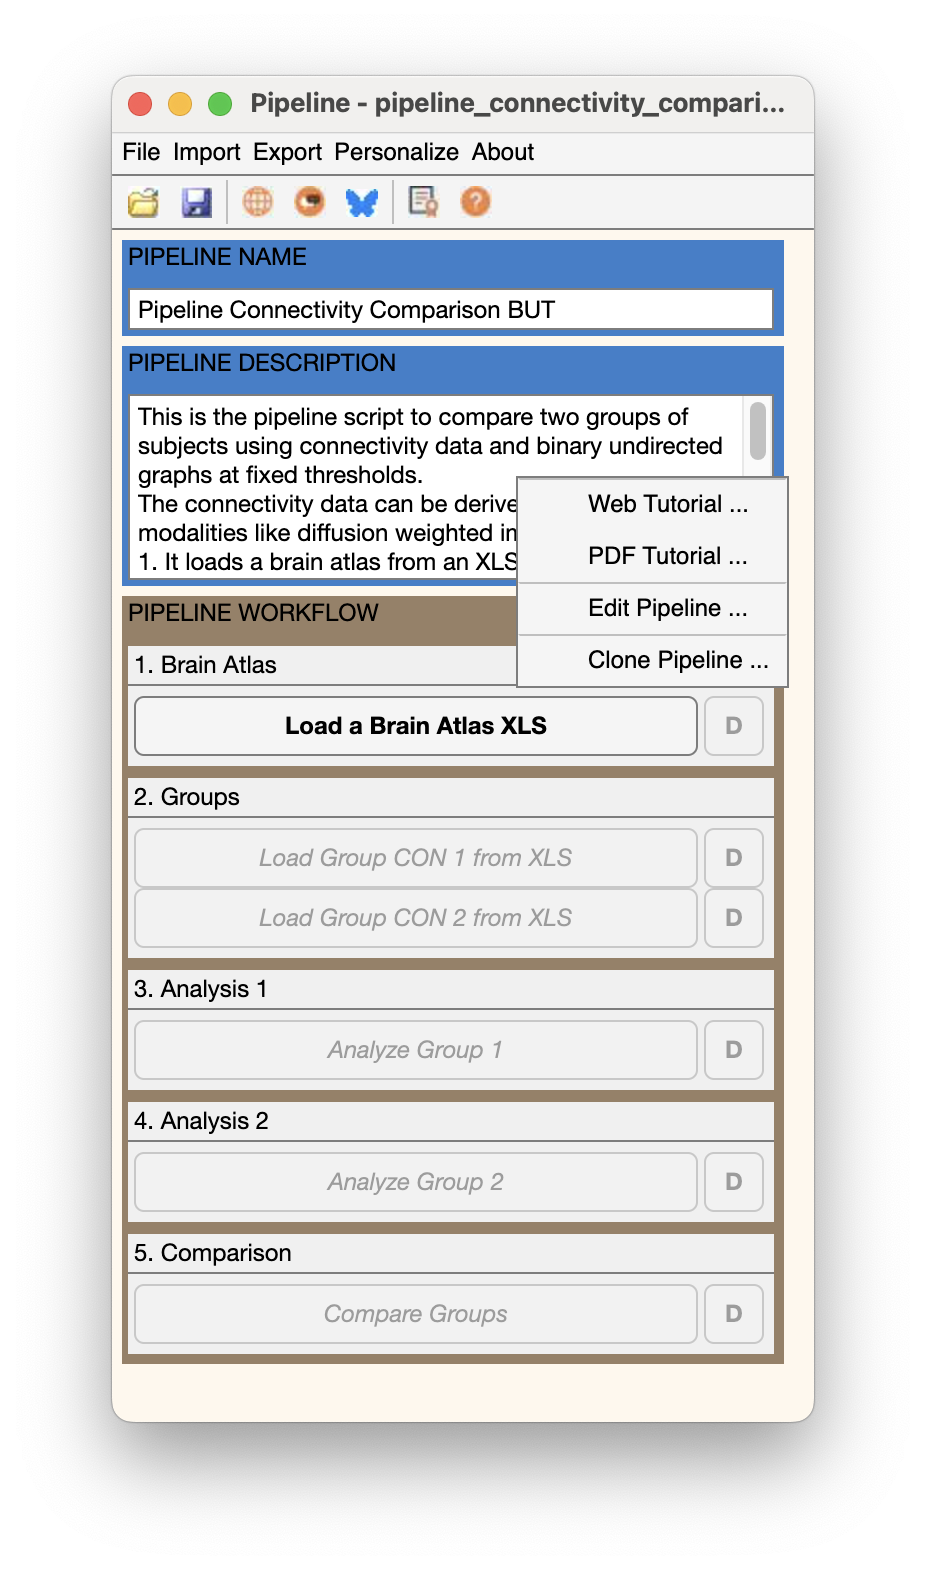 Pipeline - pipeline_connectivity_compari...
File Import Export Personalize About
PIPELINE NAME
Pipeline Connectivity Comparison BUT
PIPELINE DESCRIPTION
This is the pipeline script to compare two groups of
subjects using connectivity data and binary undirected
graphs at fixed thresholds.
The connectivity data can be derive
modalities like diffusion weighted in
1. It loads a brain atlas from an XLS
Web Tutorial ...
PDF Tutorial ...
Edit Pipeline ...
Clone Pipeline ...
PIPELINE WORKFLOW
1. Brain Atlas
Load a Brain Atlas XLS D
2. Groups
Load Group CON 1 from XLS D
Load Group CON 2 from XLS D
3. Analysis 1
Analyze Group 1 D
4. Analysis 2
Analyze Group 2 D
5. Comparison
Compare Groups D